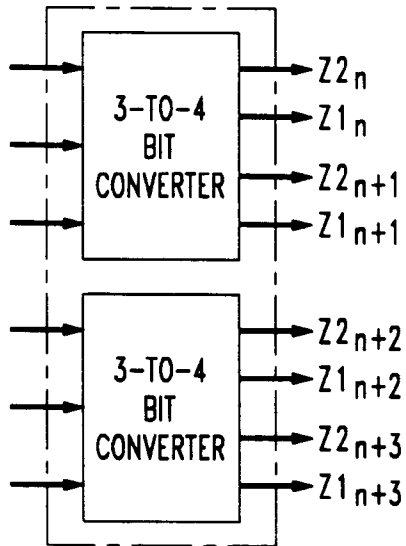 3-TO-4
BIT
CONVERTER
Z2n
Z1n
Z2n+1
Z1n+1
3-TO-4
BIT
CONVERTER
Z2n+2
Z1n+2
Z2n+3
Z1n+3